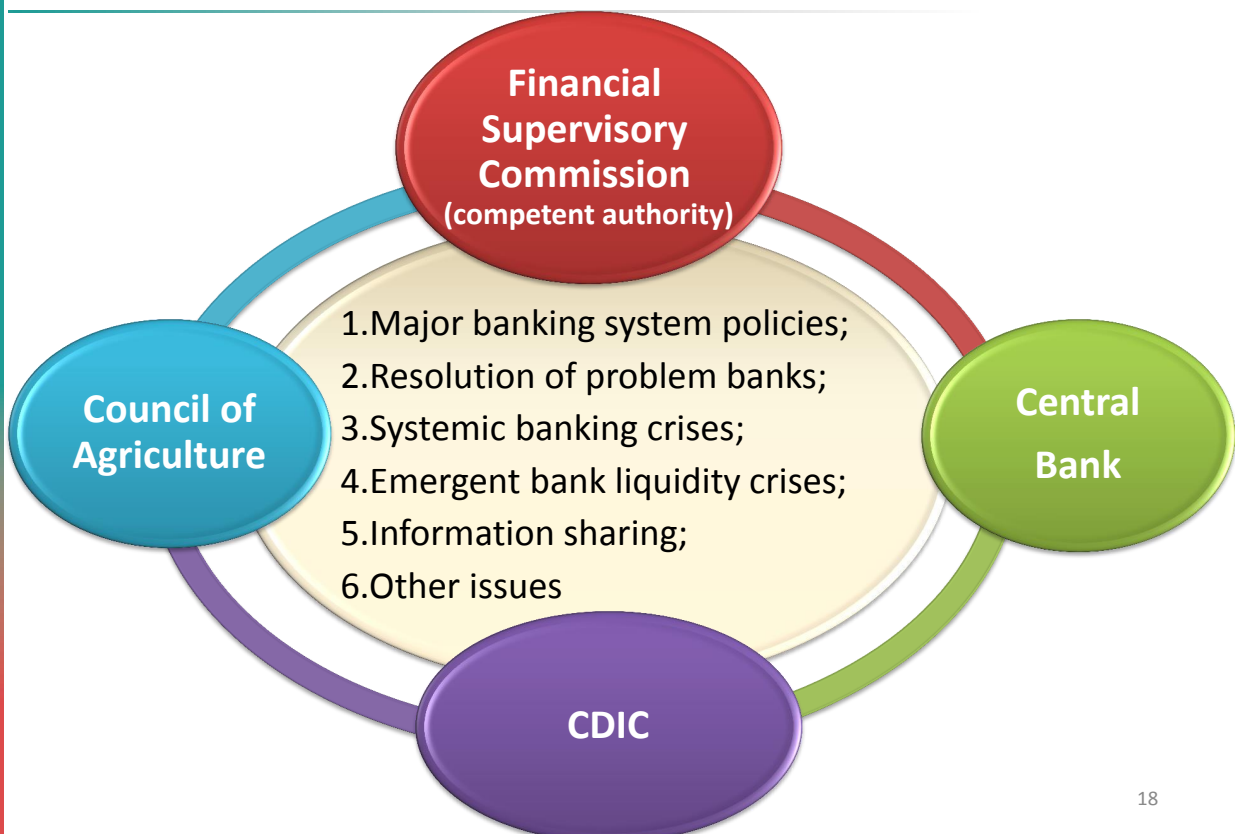 Financial
Supervisory
Commission
(competent authority)
1.Major banking system policies;
2.Resolution of problem banks;
3.Systemic banking crises;
4.Emergent bank liquidity crises;
5.Information sharing;
6.Other issues
Council of
Agriculture
Central
Bank
CDIC
18